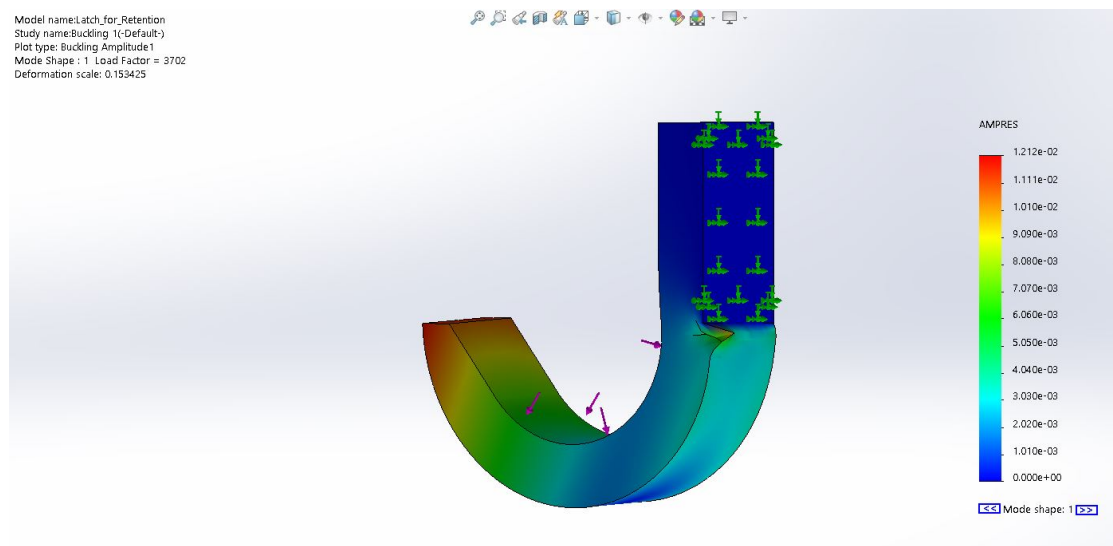 Model name:Latch_for_Retention
Study name:Buckling 1(-Default-)
Plot type: Buckling Amplitude1
Mode Shape : 1  Load Factor = 3702
Deformation scale: 0.153425
AMPRES
1.212e-02
1.111e-02
1.010e-02
9.090e-03
8.080e-03
7.070e-03
6.060e-03
5.050e-03
4.040e-03
3.030e-03
2.020e-03
1.010e-03
0.000e+00
<< Mode shape: 1 >>